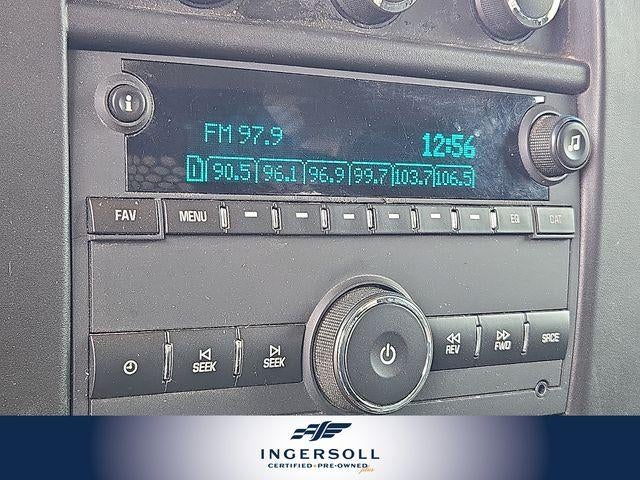 i
FM 97.9
12:56
1 90.5 96.1 96.9 99.7 103.7 106.5
FAV MENU EQ CAT
SEEK SEEK REV FWD SRCE
INGERSOLL
CERTIFIED • PRE-OWNED plus